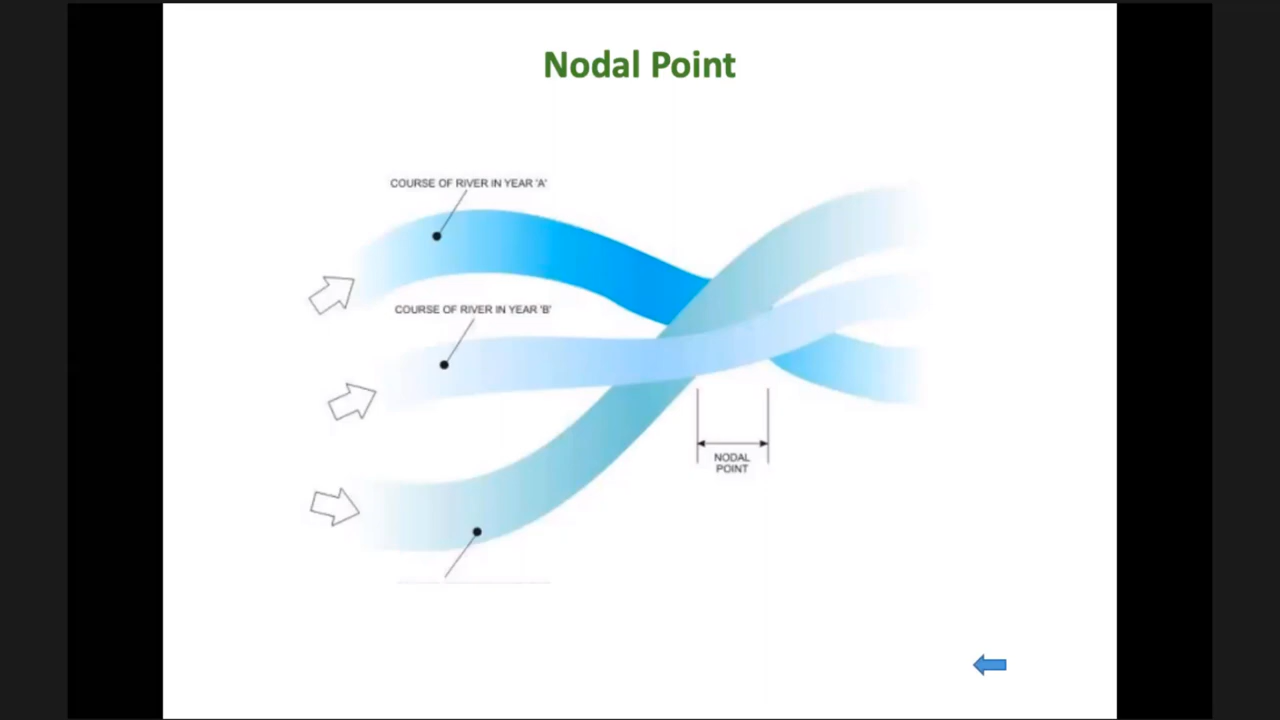 Nodal Point
COURSE OF RIVER IN YEAR 'A'
COURSE OF RIVER IN YEAR 'B'
NODAL
POINT